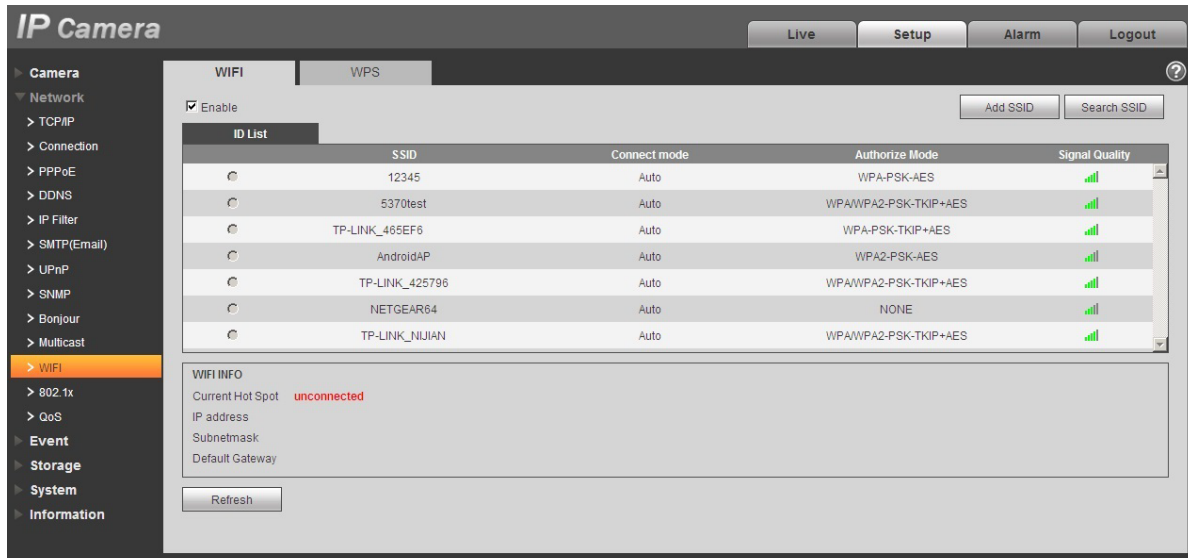 IP Camera
Live Setup Alarm Logout
Camera
Network
> TCP/IP
> Connection
> PPPoE
> DDNS
> IP Filter
> SMTP(Email)
> UPnP
> SNMP
> Bonjour
> Multicast
> WIFI
> 802.1x
> QoS
Event
Storage
System
Information
WIFI WPS
?
Enable Add SSID Search SSID
ID List
SSID Connect mode Authorize Mode Signal Quality
12345 Auto WPA-PSK-AES
5370test Auto WPA/WPA2-PSK-TKIP+AES
TP-LINK_465EF6 Auto WPA-PSK-TKIP+AES
AndroidAP Auto WPA2-PSK-AES
TP-LINK_425796 Auto WPA/WPA2-PSK-TKIP+AES
NETGEAR64 Auto NONE
TP-LINK_NIJIAN Auto WPA/WPA2-PSK-TKIP+AES
WIFI INFO
Current Hot Spot unconnected
IP address
Subnetmask
Default Gateway
Refresh